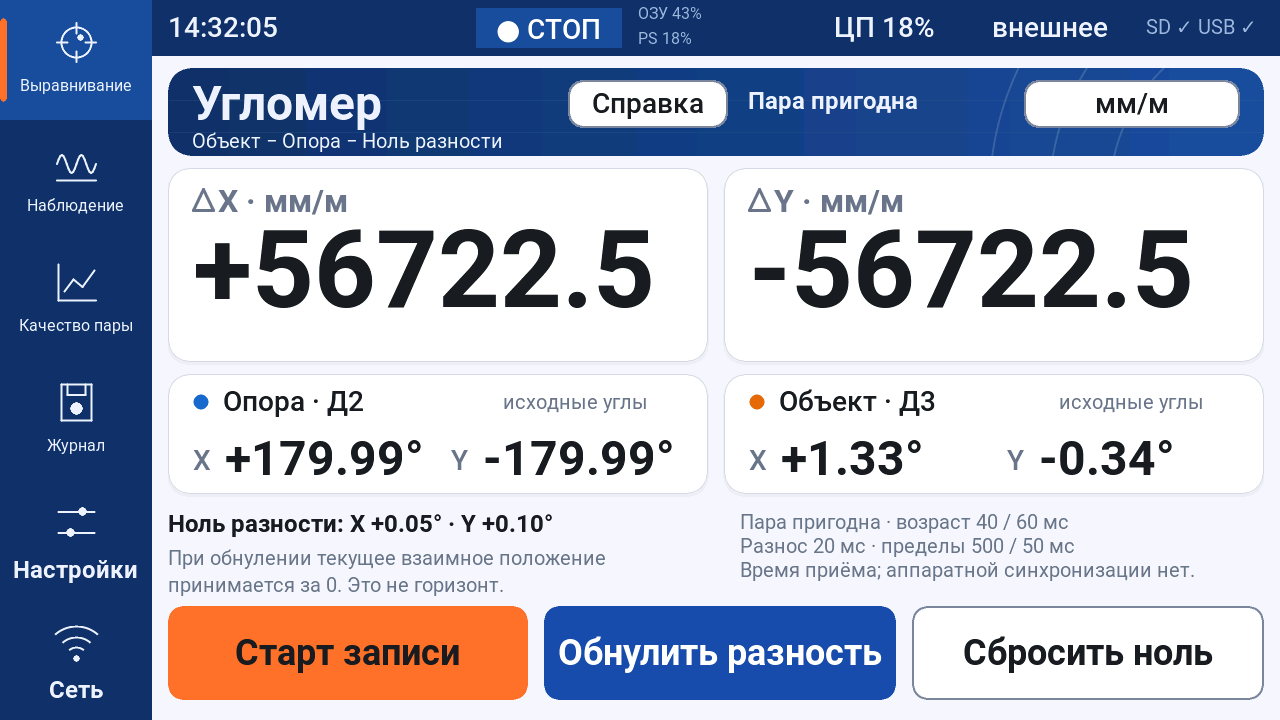 14:32:05
● СТОП
ОЗУ 43%
PS 18%
ЦП 18%
внешнее
SD ✓ USB ✓
Выравнивание
Наблюдение
Качество пары
Журнал
Настройки
Сеть
Угломер
Объект − Опора − Ноль разности
Справка
Пара пригодна
мм/м
△X · мм/м
+56722.5
△Y · мм/м
-56722.5
Опора · Д2
исходные углы
X +179.99° Y -179.99°
Объект · Д3
исходные углы
X +1.33° Y -0.34°
Ноль разности: X +0.05° · Y +0.10°
При обнулении текущее взаимное положение
принимается за 0. Это не горизонт.
Пара пригодна · возраст 40 / 60 мс
Разнос 20 мс · пределы 500 / 50 мс
Время приёма; аппаратной синхронизации нет.
Старт записи
Обнулить разность
Сбросить ноль